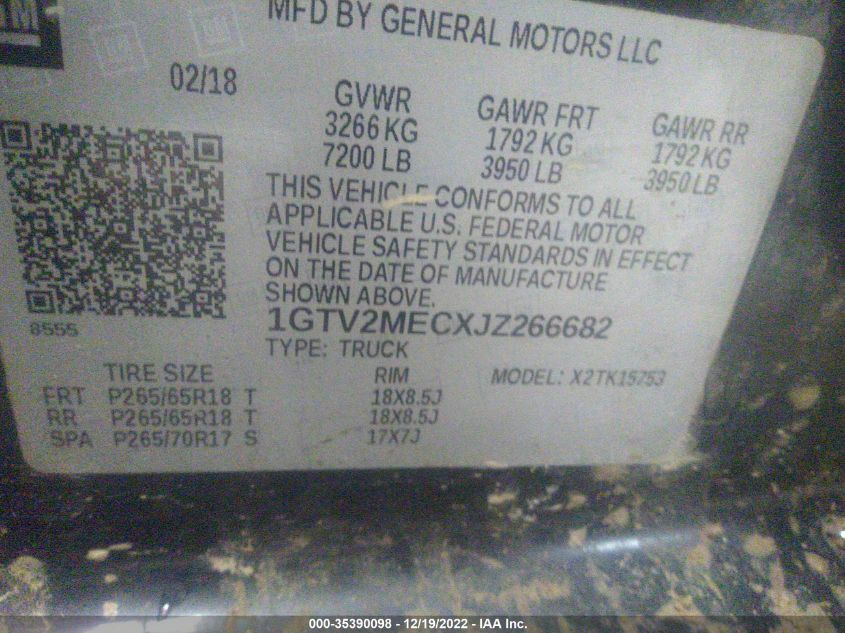 GM
MFD BY GENERAL MOTORS LLC
02/18
GVWR GAWR FRT GAWR RR
3266 KG 1792 KG 1792 KG
7200 LB 3950 LB 3950 LB
THIS VEHICLE CONFORMS TO ALL
APPLICABLE U.S. FEDERAL MOTOR
VEHICLE SAFETY STANDARDS IN EFFECT
ON THE DATE OF MANUFACTURE
SHOWN ABOVE.
8555
1GTV2MECXJZ266682
TYPE: TRUCK
TIRE SIZE RIM MODEL: X2TK15753
FRT P265/65R18 T 18X8.5J
RR P265/65R18 T 18X8.5J
SPA P265/70R17 S 17X7J
000-35390098 - 12/19/2022 - IAA Inc.